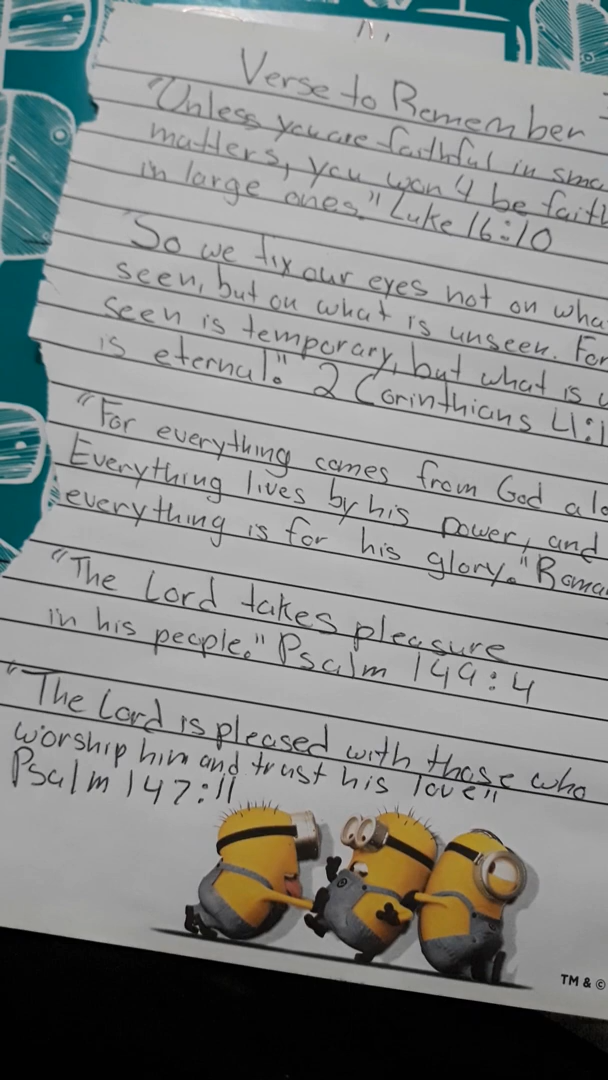 Verse to Remember
"Unless you are faithful in
matters, you won't be
in large ones" Luke 16:10
So we fix our eyes not on
seen, but on what is unseen. For
seen is temporary, but what is
is eternal." 2 Corinthians 4:
"For everything comes from God
Everything lives by his power, and
everything is for his glory."
"The Lord takes pleasure
in his people." Psalm 149:4
"The Lord is pleased with those who
worship him and trust his love"
Psalm 147:11
TM & ©